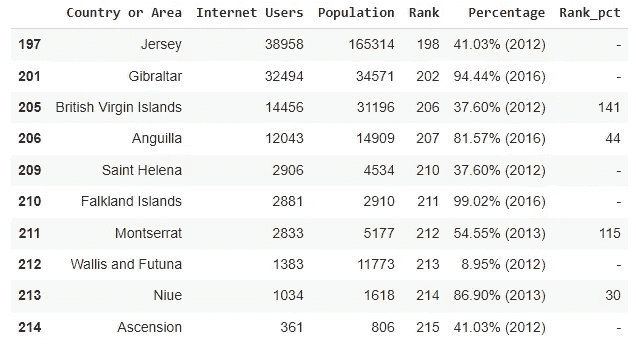 Country or Area Internet Users Population Rank Percentage Rank_pct
197 Jersey 38958 165314 198 41.03% (2012) -
201 Gibraltar 32494 34571 202 94.44% (2016) -
205 British Virgin Islands 14456 31196 206 37.60% (2012) 141
206 Anguilla 12043 14909 207 81.57% (2016) 44
209 Saint Helena 2906 4534 210 37.60% (2012) -
210 Falkland Islands 2881 2910 211 99.02% (2016) -
211 Montserrat 2833 5177 212 54.55% (2013) 115
212 Wallis and Futuna 1383 11773 213 8.95% (2012) -
213 Niue 1034 1618 214 86.90% (2013) 30
214 Ascension 361 806 215 41.03% (2012) -